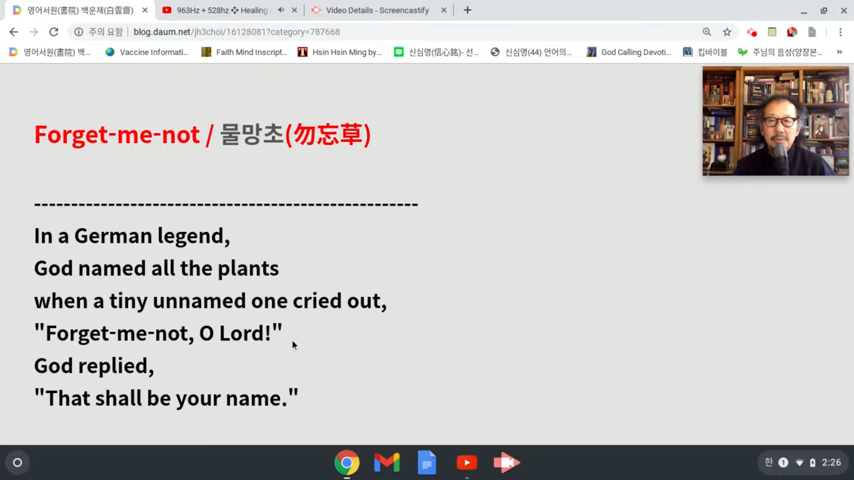 영어서원(書院) 백운재(白雲齋)
963Hz + 528hz ❖ Healing
Video Details - Screencastify
주의 요함
blog.daum.net/jh3choi/16128081?category=787668
영어서원(書院) 백...
Vaccine Informati...
Faith Mind Inscript...
Hsin Hsin Ming by...
신심명(信心銘)- 선...
신심명(44) 언어의...
God Calling Devoti...
킹바이블
주님의 음성(양장본...
Forget-me-not / 물망초(勿忘草)
----------------------------------------------------
In a German legend,
God named all the plants
when a tiny unnamed one cried out,
"Forget-me-not, O Lord!"
God replied,
"That shall be your name."
한
1
2:26